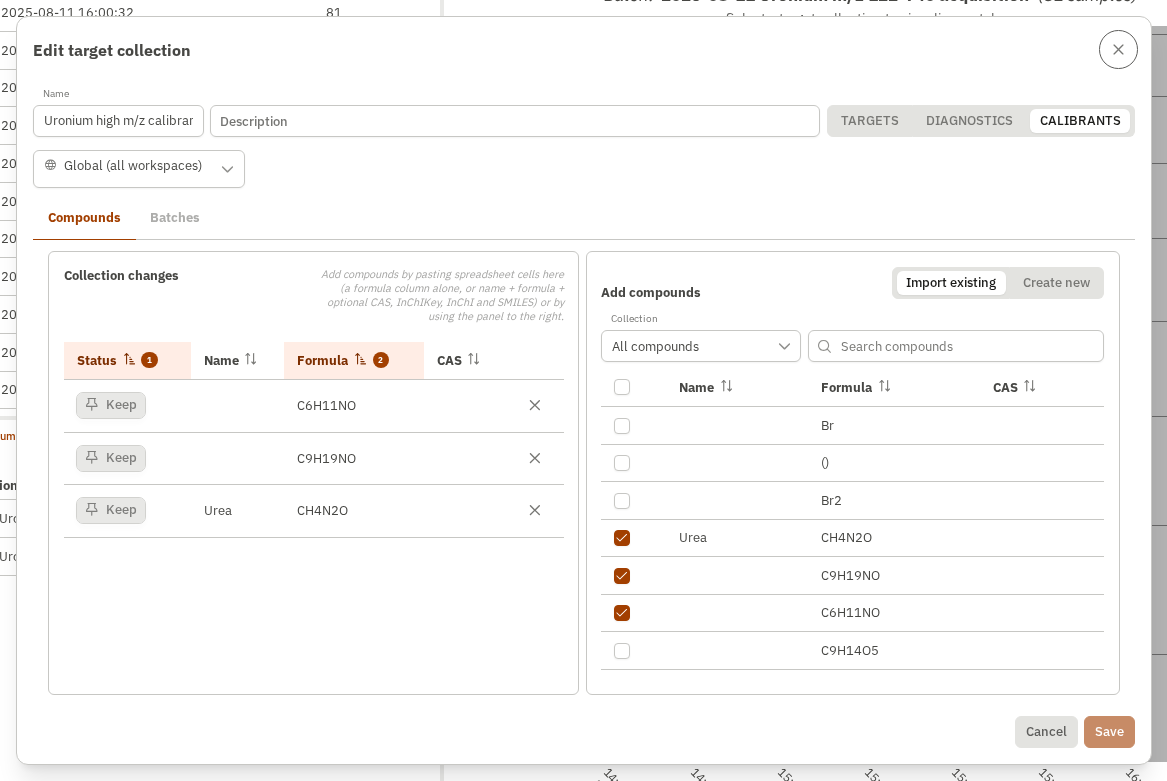 2025-08-11 16:00:32 81
Edit target collection
Name
Uronium high m/z calibrar
Description
TARGETS DIAGNOSTICS CALIBRANTS
Global (all workspaces)
Compounds Batches
Collection changes
Add compounds by pasting spreadsheet cells here
(a formula column alone, or name + formula +
optional CAS, InChIKey, InChI and SMILES) or by
using the panel to the right.
Status 1 Name Formula 2 CAS
Keep C6H11NO
Keep C9H19NO
Keep Urea CH4N2O
Add compounds
Import existing Create new
Collection
All compounds
Search compounds
Name Formula CAS
Br
()
Br2
Urea CH4N2O
C9H19NO
C6H11NO
C9H14O5
Cancel Save